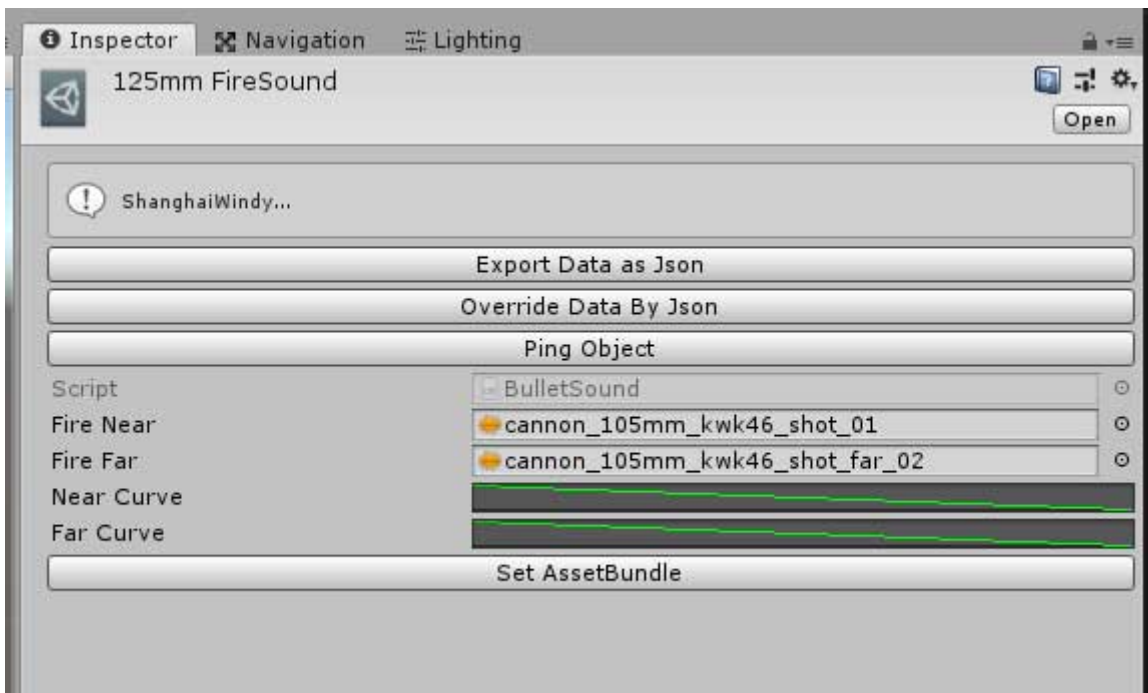 Inspector Navigation Lighting
125mm FireSound
Open
ShanghaiWindy...
Export Data as Json
Override Data By Json
Ping Object
Script BulletSound
Fire Near cannon_105mm_kwk46_shot_01
Fire Far cannon_105mm_kwk46_shot_far_02
Near Curve
Far Curve
Set AssetBundle